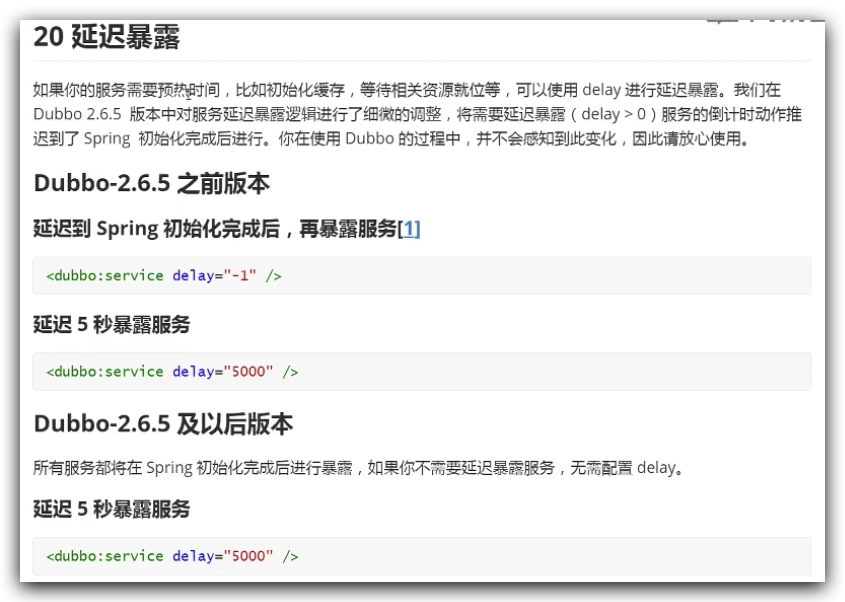 20 延迟暴露
如果你的服务需要预热时间，比如初始化缓存，等待相关资源就位等，可以使用 delay 进行延迟暴露。我们在
Dubbo 2.6.5 版本中对服务延迟暴露逻辑进行了细微的调整，将需要延迟暴露（delay > 0）服务的倒计时动作推
迟到了 Spring 初始化完成后进行。你在使用 Dubbo 的过程中，并不会感知到此变化，因此请放心使用。
Dubbo-2.6.5 之前版本
延迟到 Spring 初始化完成后，再暴露服务[1]
<dubbo:service delay="-1" />
延迟 5 秒暴露服务
<dubbo:service delay="5000" />
Dubbo-2.6.5 及以后版本
所有服务都将在 Spring 初始化完成后进行暴露，如果你不需要延迟暴露服务，无需配置 delay。
延迟 5 秒暴露服务
<dubbo:service delay="5000" />